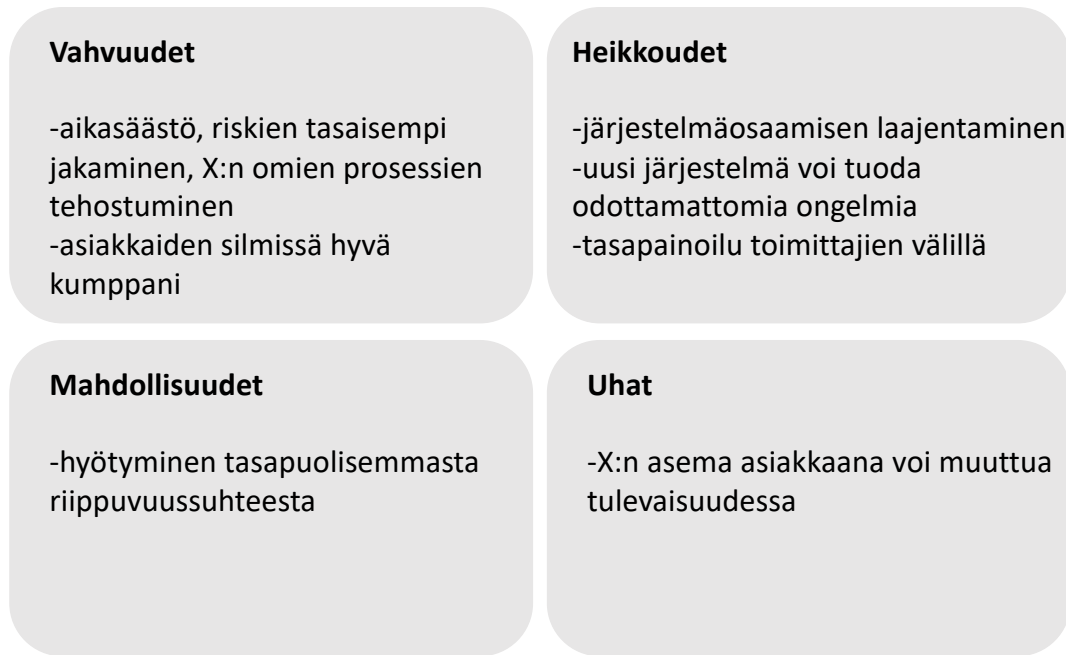 Vahvuudet
-aikasäästö, riskien tasaisempi
jakaminen, X:n omien prosessien
tehostuminen
-asiakkaiden silmissä hyvä
kumppani
Heikkoudet
-järjestelmäosaamisen laajentaminen
-uusi järjestelmä voi tuoda
odottamattomia ongelmia
-tasapainoilu toimittajien välillä
Mahdollisuudet
-hyötyminen tasapuolisemmasta
riippuvuussuhteesta
Uhat
-X:n asema asiakkaana voi muuttua
tulevaisuudessa